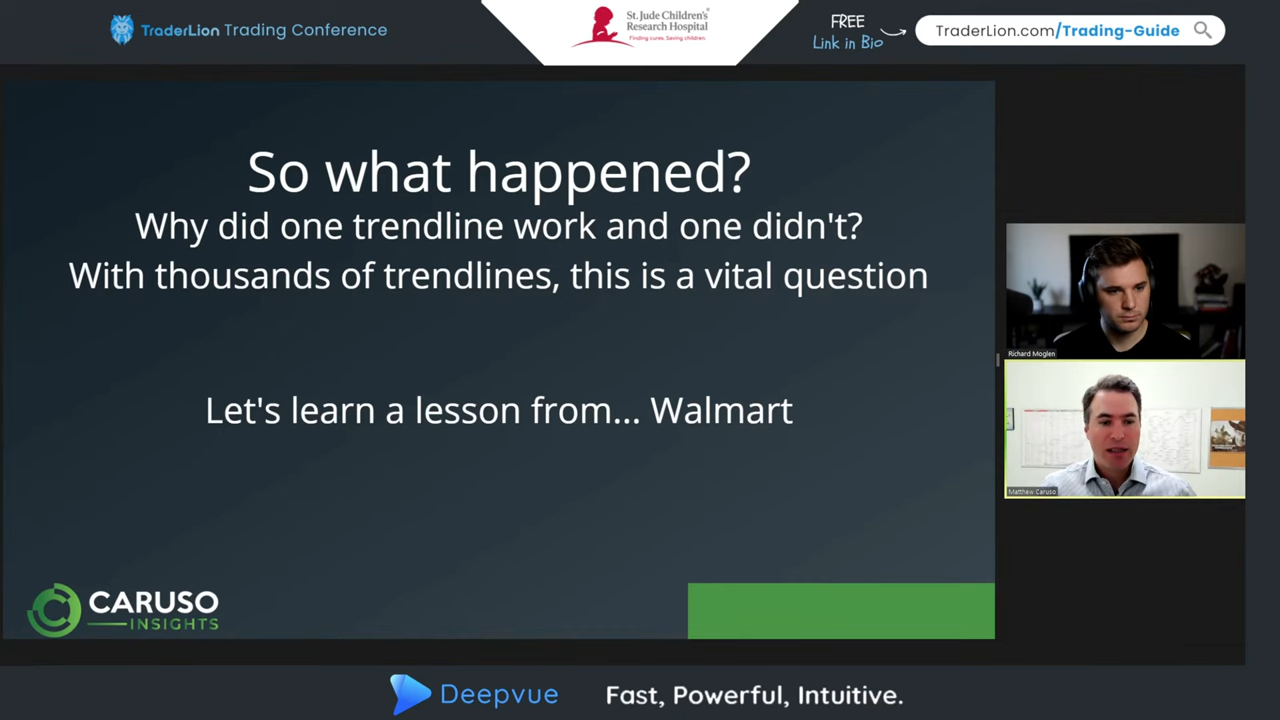 TraderLion Trading Conference
St. Jude Children's
Research Hospital
Finding cures. Saving children.
FREE
Link in Bio
TraderLion.com/Trading-Guide
So what happened?
Why did one trendline work and one didn't?
With thousands of trendlines, this is a vital question
Let's learn a lesson from... Walmart
Richard Moglen
Matthew Caruso
CARUSO
INSIGHTS
Deepvue
Fast, Powerful, Intuitive.